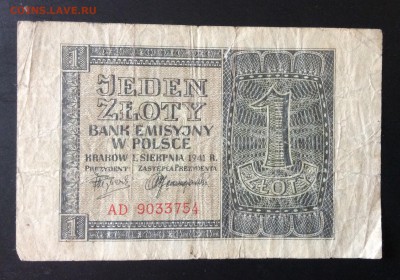 COINS.LAVE.RU
1
JEDEN
ZŁOTY
BANK EMISYJNY
W POLSCE
KRAKÓW 1. SIERPNIA 1941 R.
PREZYDENT: ZASTĘPCA PREZYDENTA
AD 9033754
1
1
ZŁOTY